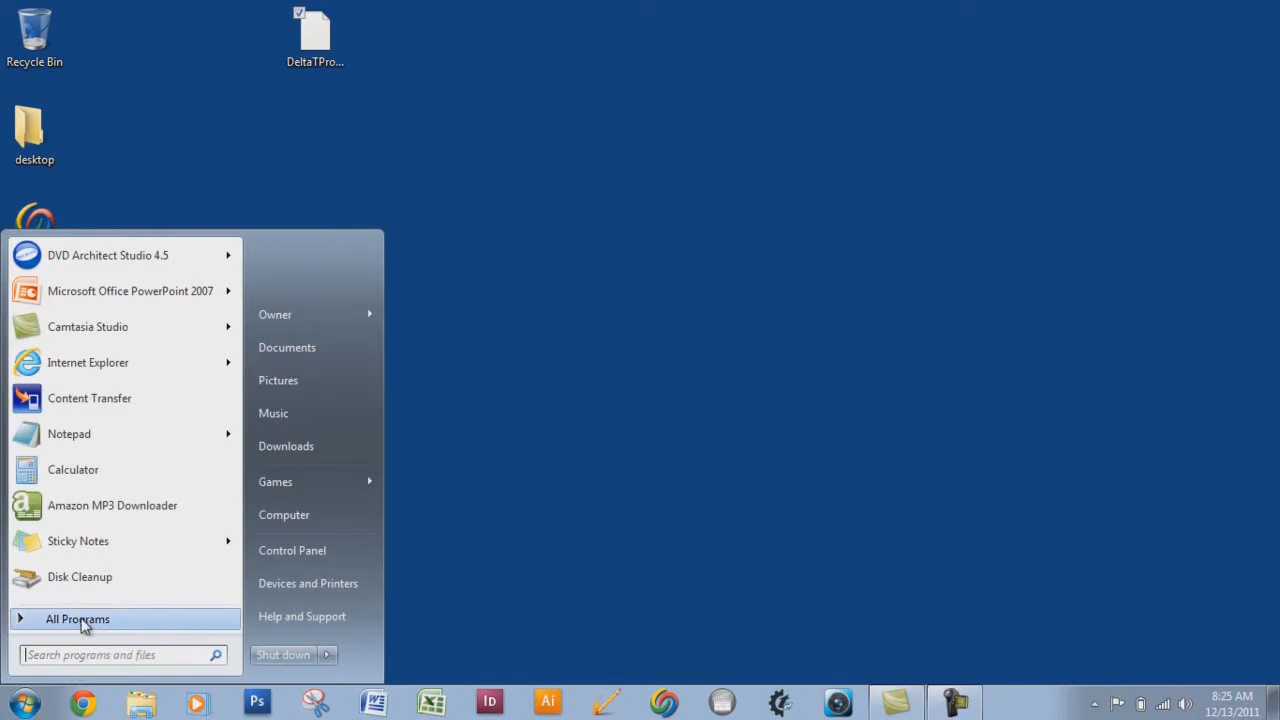 Recycle Bin
DeltaTPro...
desktop
DVD Architect Studio 4.5
Microsoft Office PowerPoint 2007
Camtasia Studio
Internet Explorer
Content Transfer
Notepad
Calculator
Amazon MP3 Downloader
Sticky Notes
Disk Cleanup
All Programs
Search programs and files
Owner
Documents
Pictures
Music
Downloads
Games
Computer
Control Panel
Devices and Printers
Help and Support
Shut down
Ps
Id
Ai
8:25 AM
12/13/2011